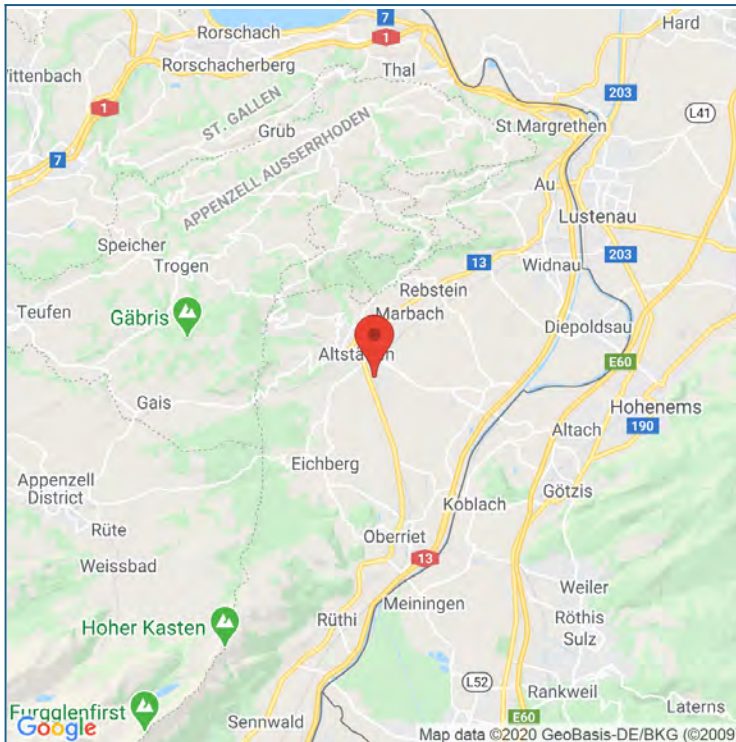 7
Hard
Rorschach
1
Rorschacherberg
Thal
Wittenbach
203
1
ST. GALLEN
L41
Grub
St.Margrethen
7
APPENZELL AUSSERRHODEN
Au
Lustenau
Speicher
203
Trogen
13
Widnau
Rebstein
Teufen
Gäbris
Marbach
Diepoldsau
Altstätten
E60
Gais
Hohenems
190
Altach
Eichberg
Appenzell
District
Götzis
Koblach
Rüte
Oberriet
Weissbad
13
Weiler
Meiningen
Röthis
Hoher Kasten
Rüthi
Sulz
L52
Rankweil
Laterns
Furgglenfirst
E60
Sennwald
Google
Map data ©2020 GeoBasis-DE/BKG (©2009